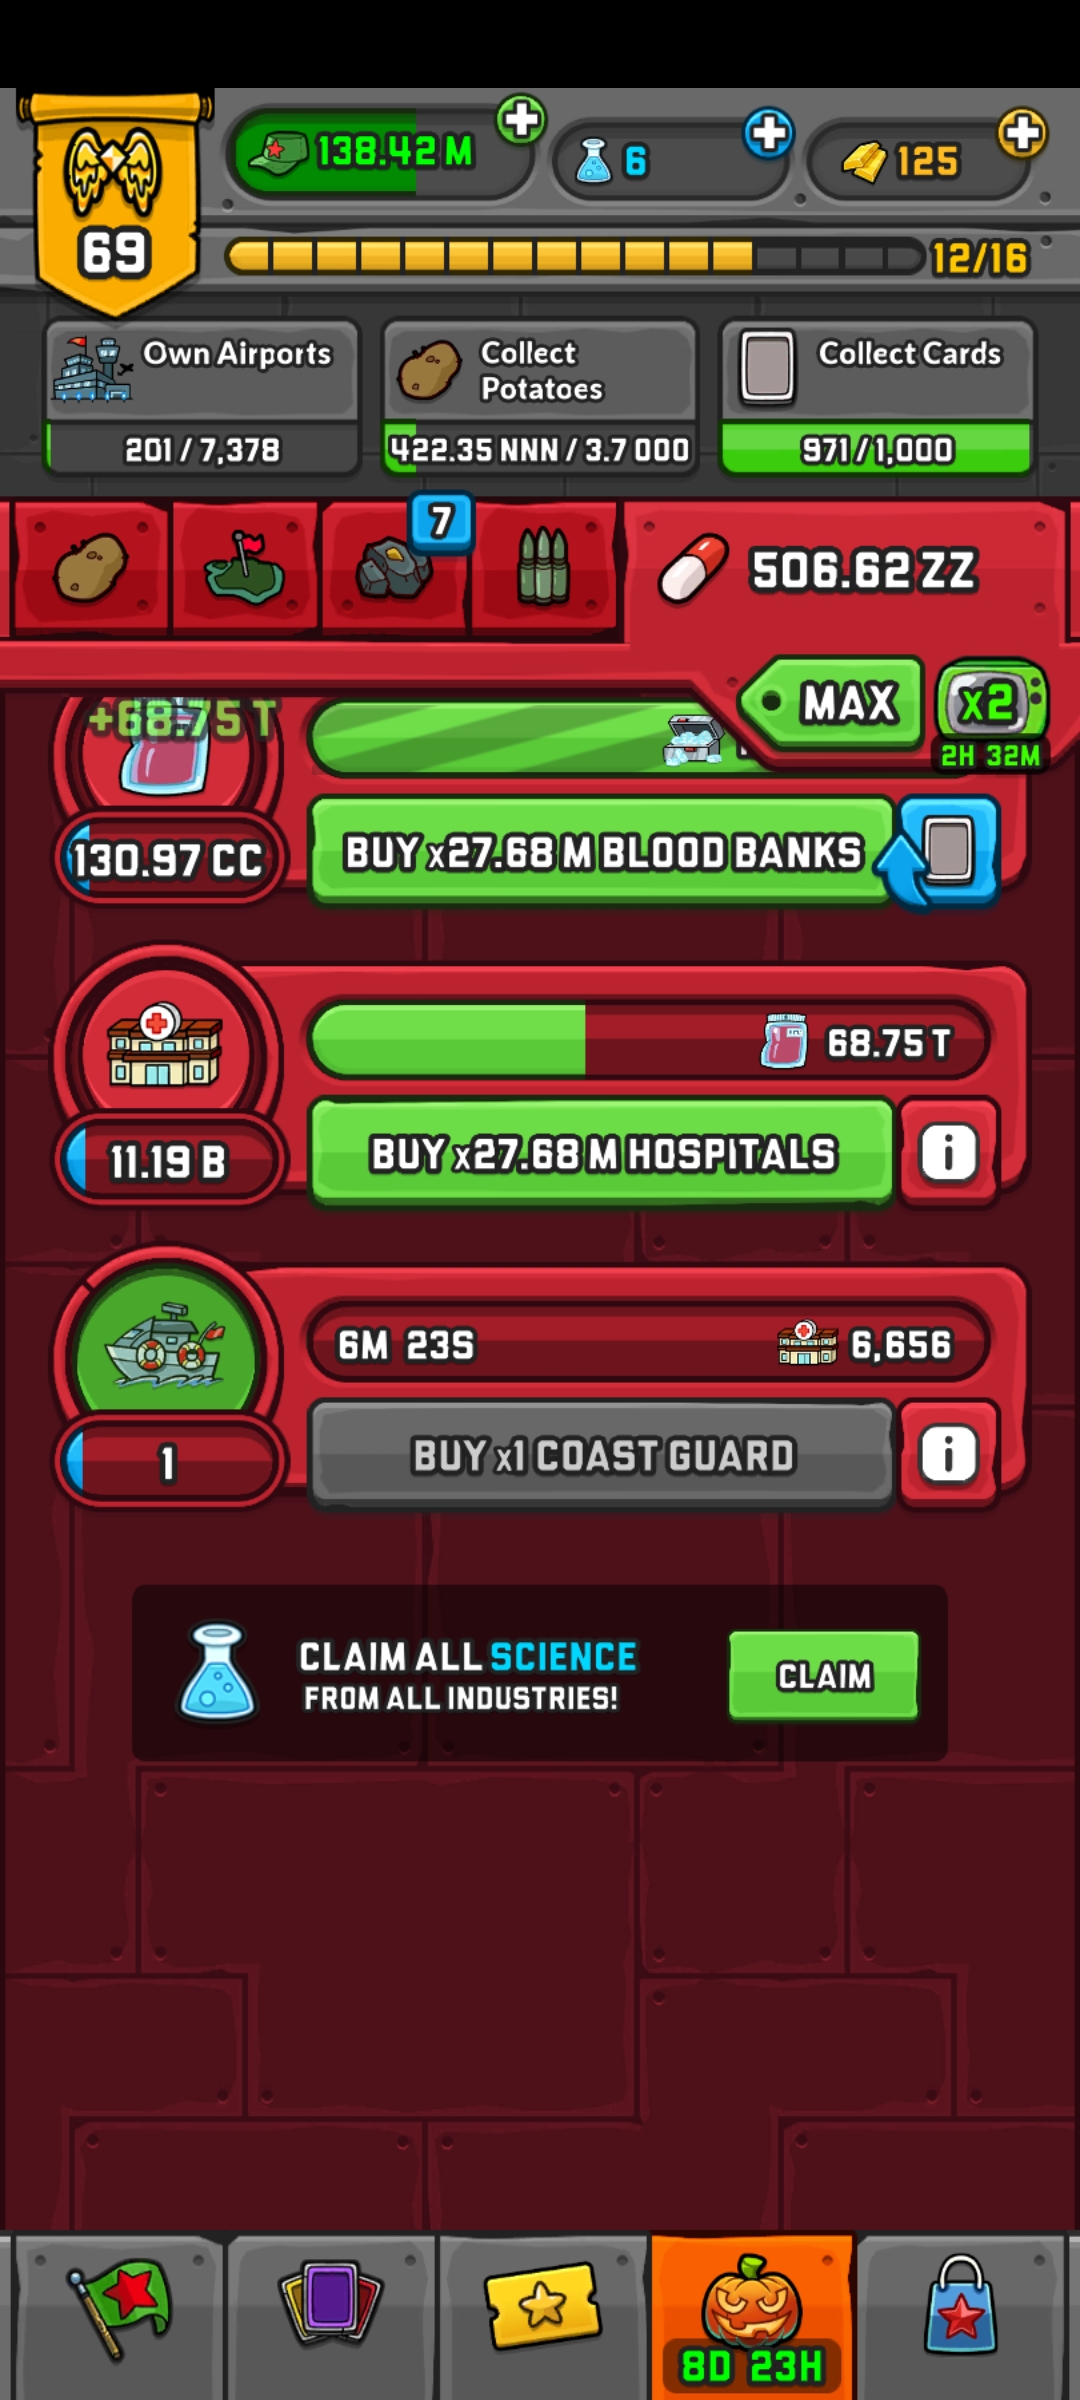 138.42 M
6
125
69
12/16
Own Airports
201 / 7,378
Collect
Potatoes
422.35 NNN / 3.7 OOO
Collect Cards
971 / 1,000
7
506.62 ZZ
MAX
x2
2H 32M
+68.75 T
130.97 CC
BUY x27.68 M BLOOD BANKS
68.75 T
11.19 B
BUY x27.68 M HOSPITALS
i
6M 23S
6,656
1
BUY x1 COAST GUARD
i
CLAIM ALL SCIENCE
FROM ALL INDUSTRIES!
CLAIM
8D 23H